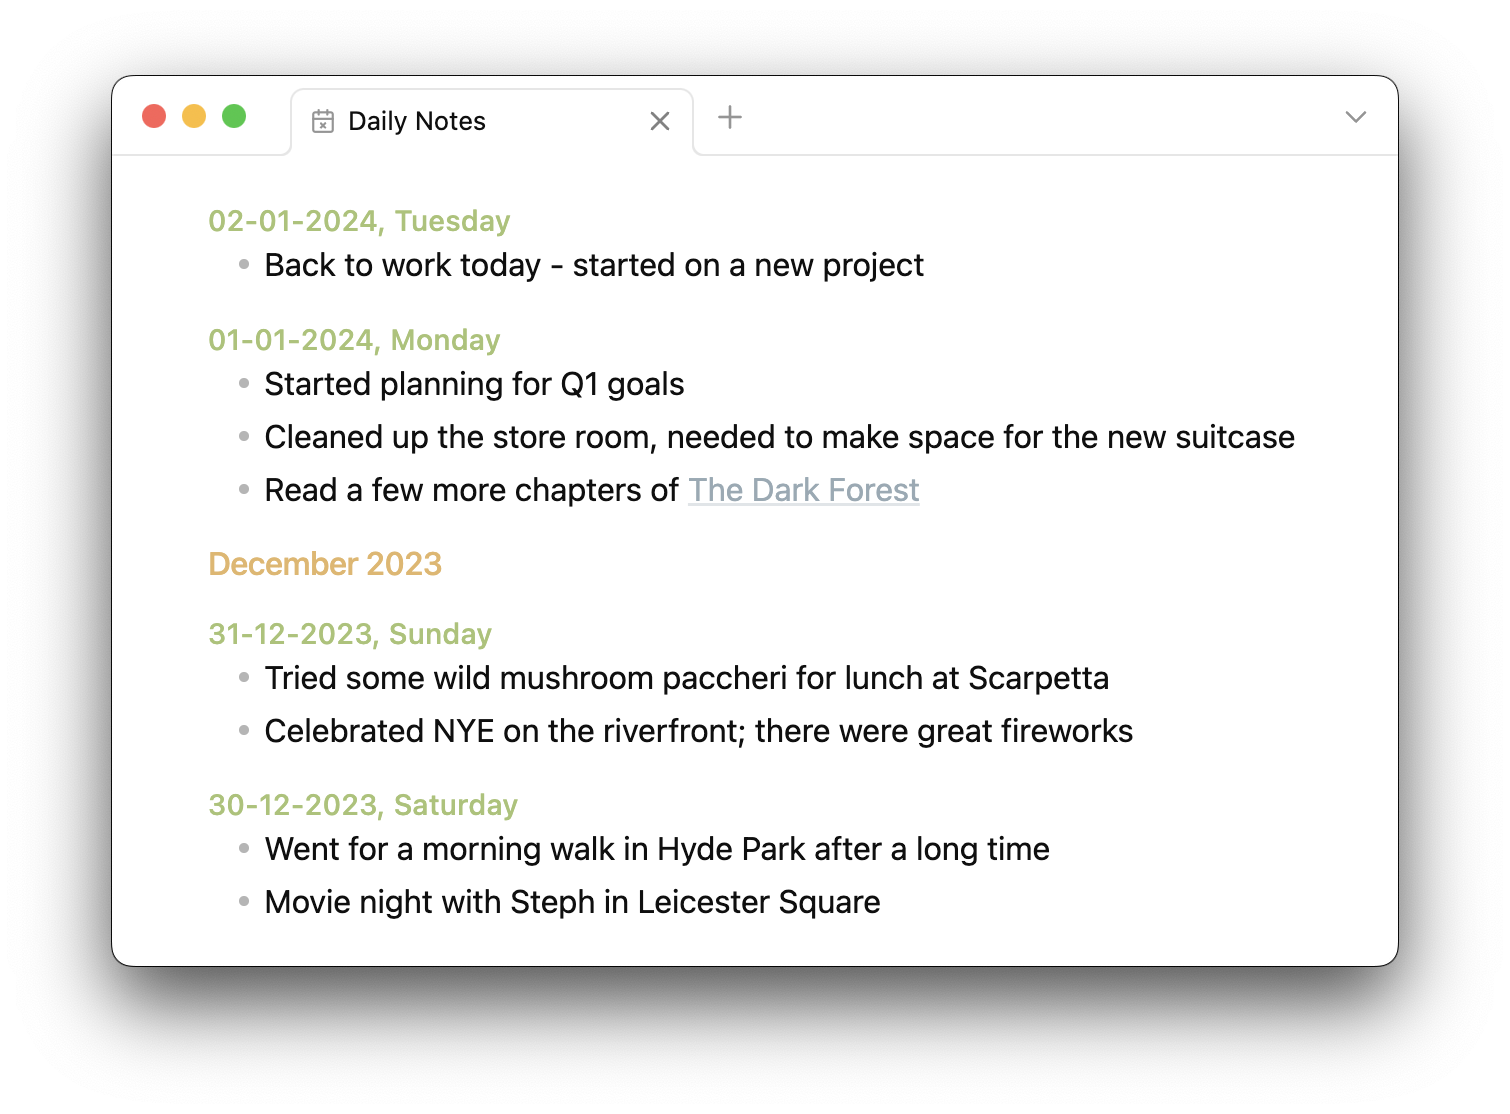 Daily Notes
02-01-2024, Tuesday
Back to work today - started on a new project
01-01-2024, Monday
Started planning for Q1 goals
Cleaned up the store room, needed to make space for the new suitcase
Read a few more chapters of The Dark Forest
December 2023
31-12-2023, Sunday
Tried some wild mushroom paccheri for lunch at Scarpetta
Celebrated NYE on the riverfront; there were great fireworks
30-12-2023, Saturday
Went for a morning walk in Hyde Park after a long time
Movie night with Steph in Leicester Square